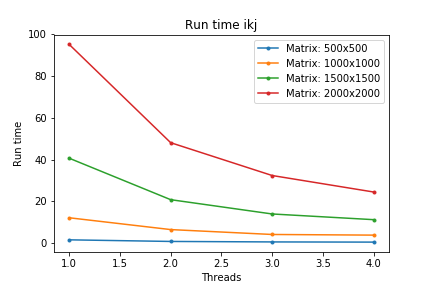 Run time ikj
Matrix: 500x500
Matrix: 1000x1000
Matrix: 1500x1500
Matrix: 2000x2000
Run time
100
80
60
40
20
0
1.0 1.5 2.0 2.5 3.0 3.5 4.0
Threads